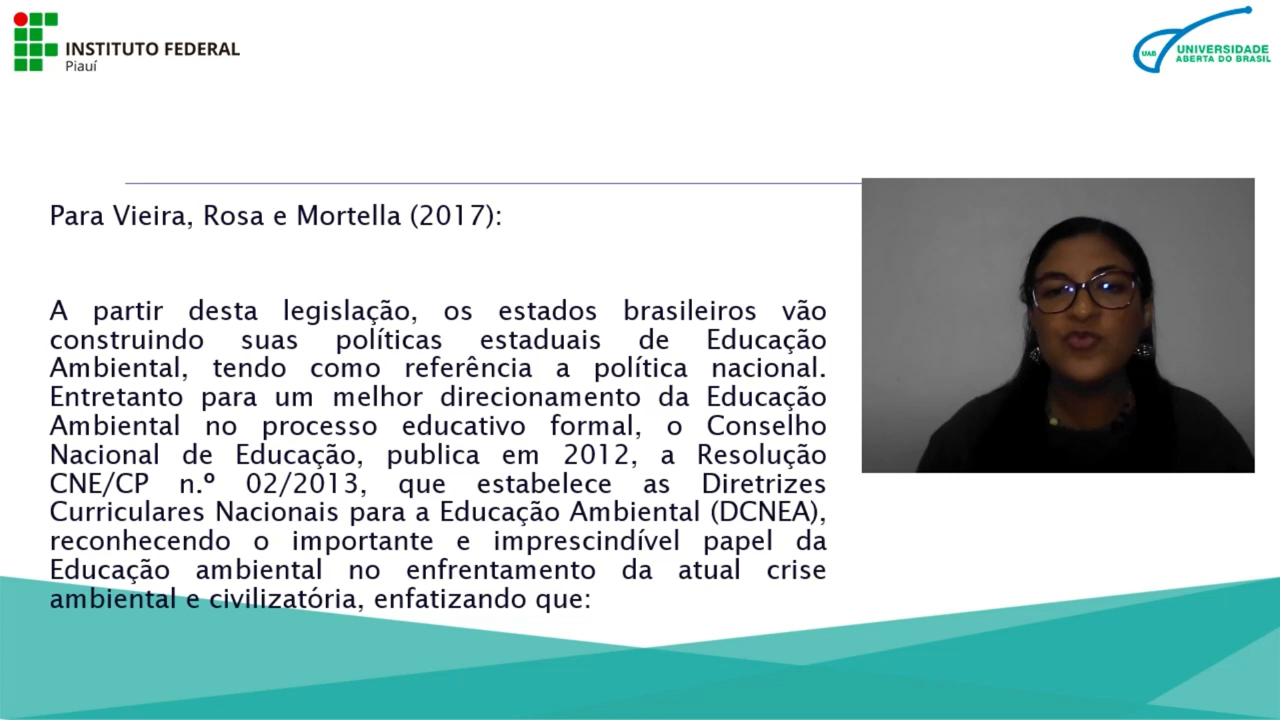 INSTITUTO FEDERAL
Piauí
UAB
UNIVERSIDADE
ABERTA DO BRASIL
Para Vieira, Rosa e Mortella (2017):
A partir desta legislação, os estados brasileiros vão
construindo suas políticas estaduais de Educação
Ambiental, tendo como referência a política nacional.
Entretanto para um melhor direcionamento da Educação
Ambiental no processo educativo formal, o Conselho
Nacional de Educação, publica em 2012, a Resolução
CNE/CP n.º 02/2013, que estabelece as Diretrizes
Curriculares Nacionais para a Educação Ambiental (DCNEA),
reconhecendo o importante e imprescindível papel da
Educação ambiental no enfrentamento da atual crise
ambiental e civilizatória, enfatizando que: